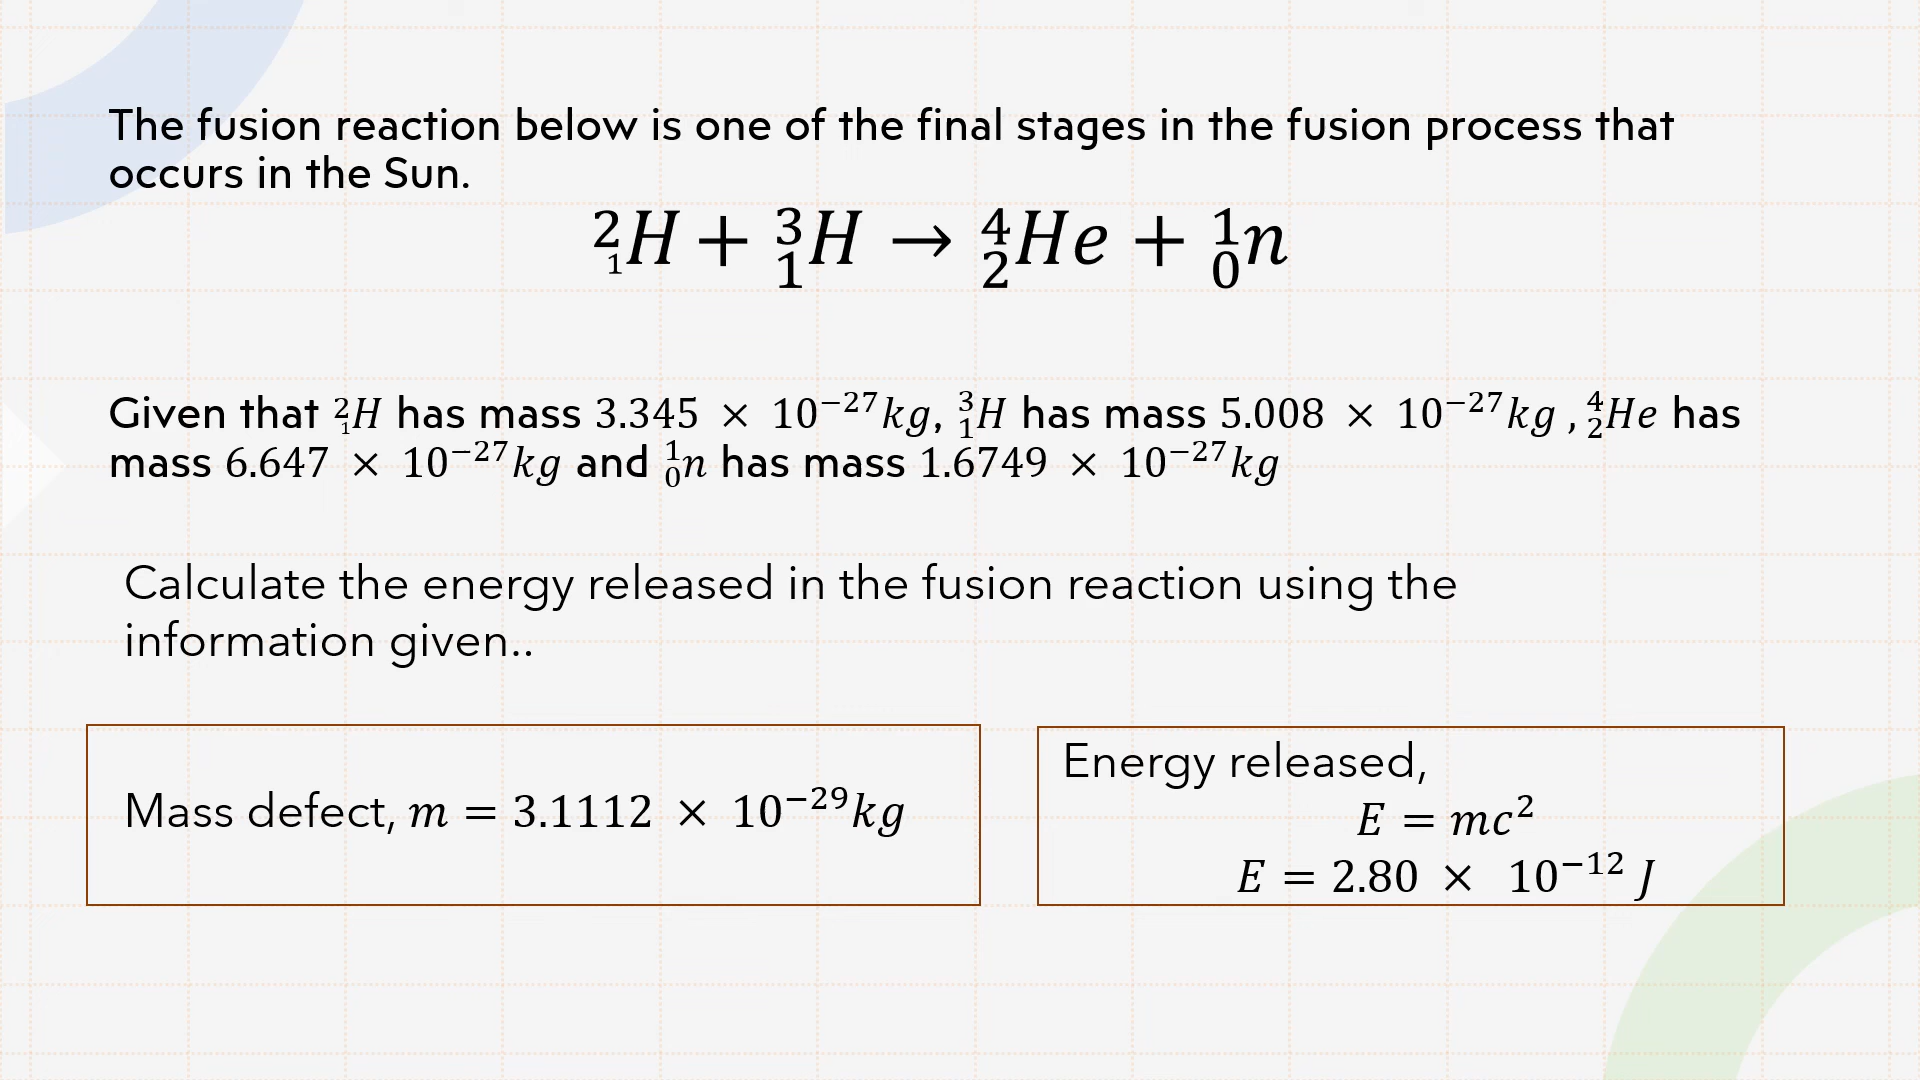 The fusion reaction below is one of the final stages in the fusion process that
occurs in the Sun.
²₁H + ³₁H → ⁴₂He + ¹₀n
Given that ²₁H has mass 3.345 × 10⁻²⁷kg, ³₁H has mass 5.008 × 10⁻²⁷kg , ⁴₂He has
mass 6.647 × 10⁻²⁷kg and ¹₀n has mass 1.6749 × 10⁻²⁷kg
Calculate the energy released in the fusion reaction using the
information given..
Mass defect, m = 3.1112 × 10⁻²⁹kg
Energy released,
E = mc²
E = 2.80 × 10⁻¹² J